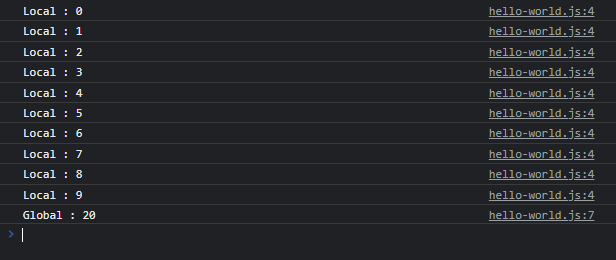 Local : 0 hello-world.js:4
Local : 1 hello-world.js:4
Local : 2 hello-world.js:4
Local : 3 hello-world.js:4
Local : 4 hello-world.js:4
Local : 5 hello-world.js:4
Local : 6 hello-world.js:4
Local : 7 hello-world.js:4
Local : 8 hello-world.js:4
Local : 9 hello-world.js:4
Global : 20 hello-world.js:7